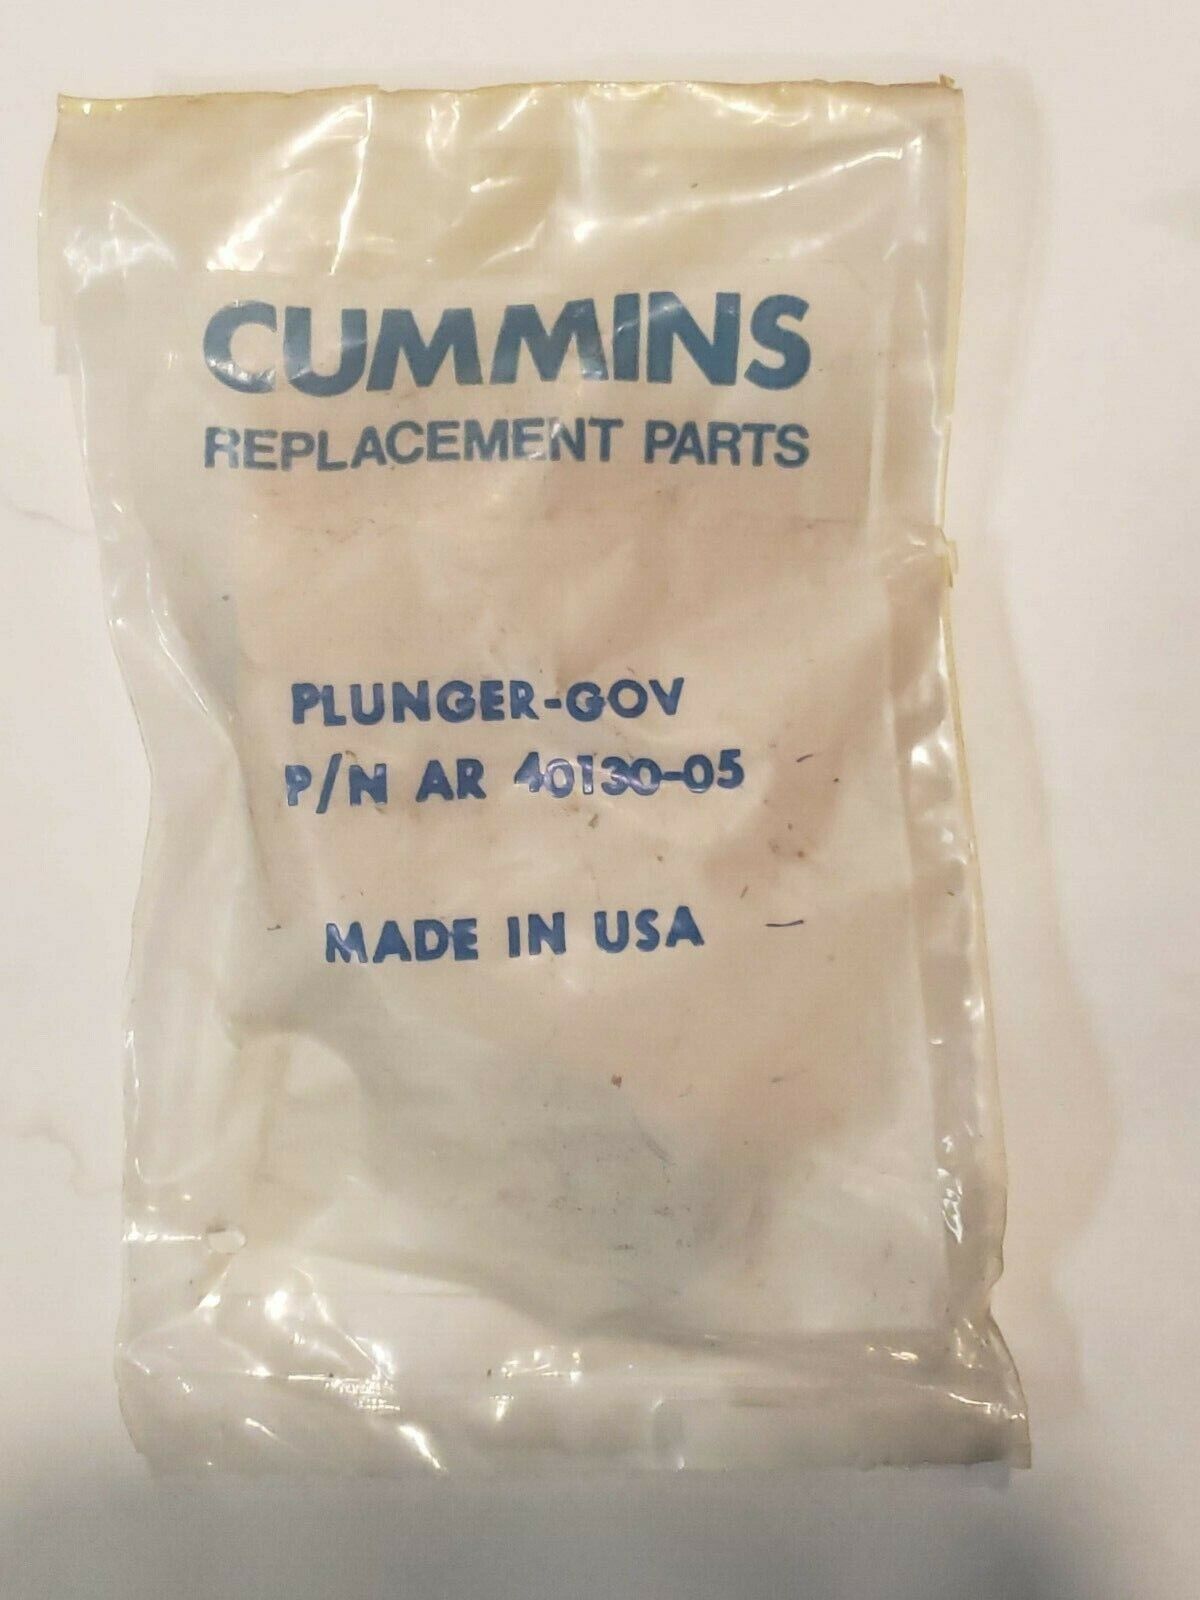 CUMMINS
REPLACEMENT PARTS
PLUNGER-GOV
P/N AR 40130-05
MADE IN USA